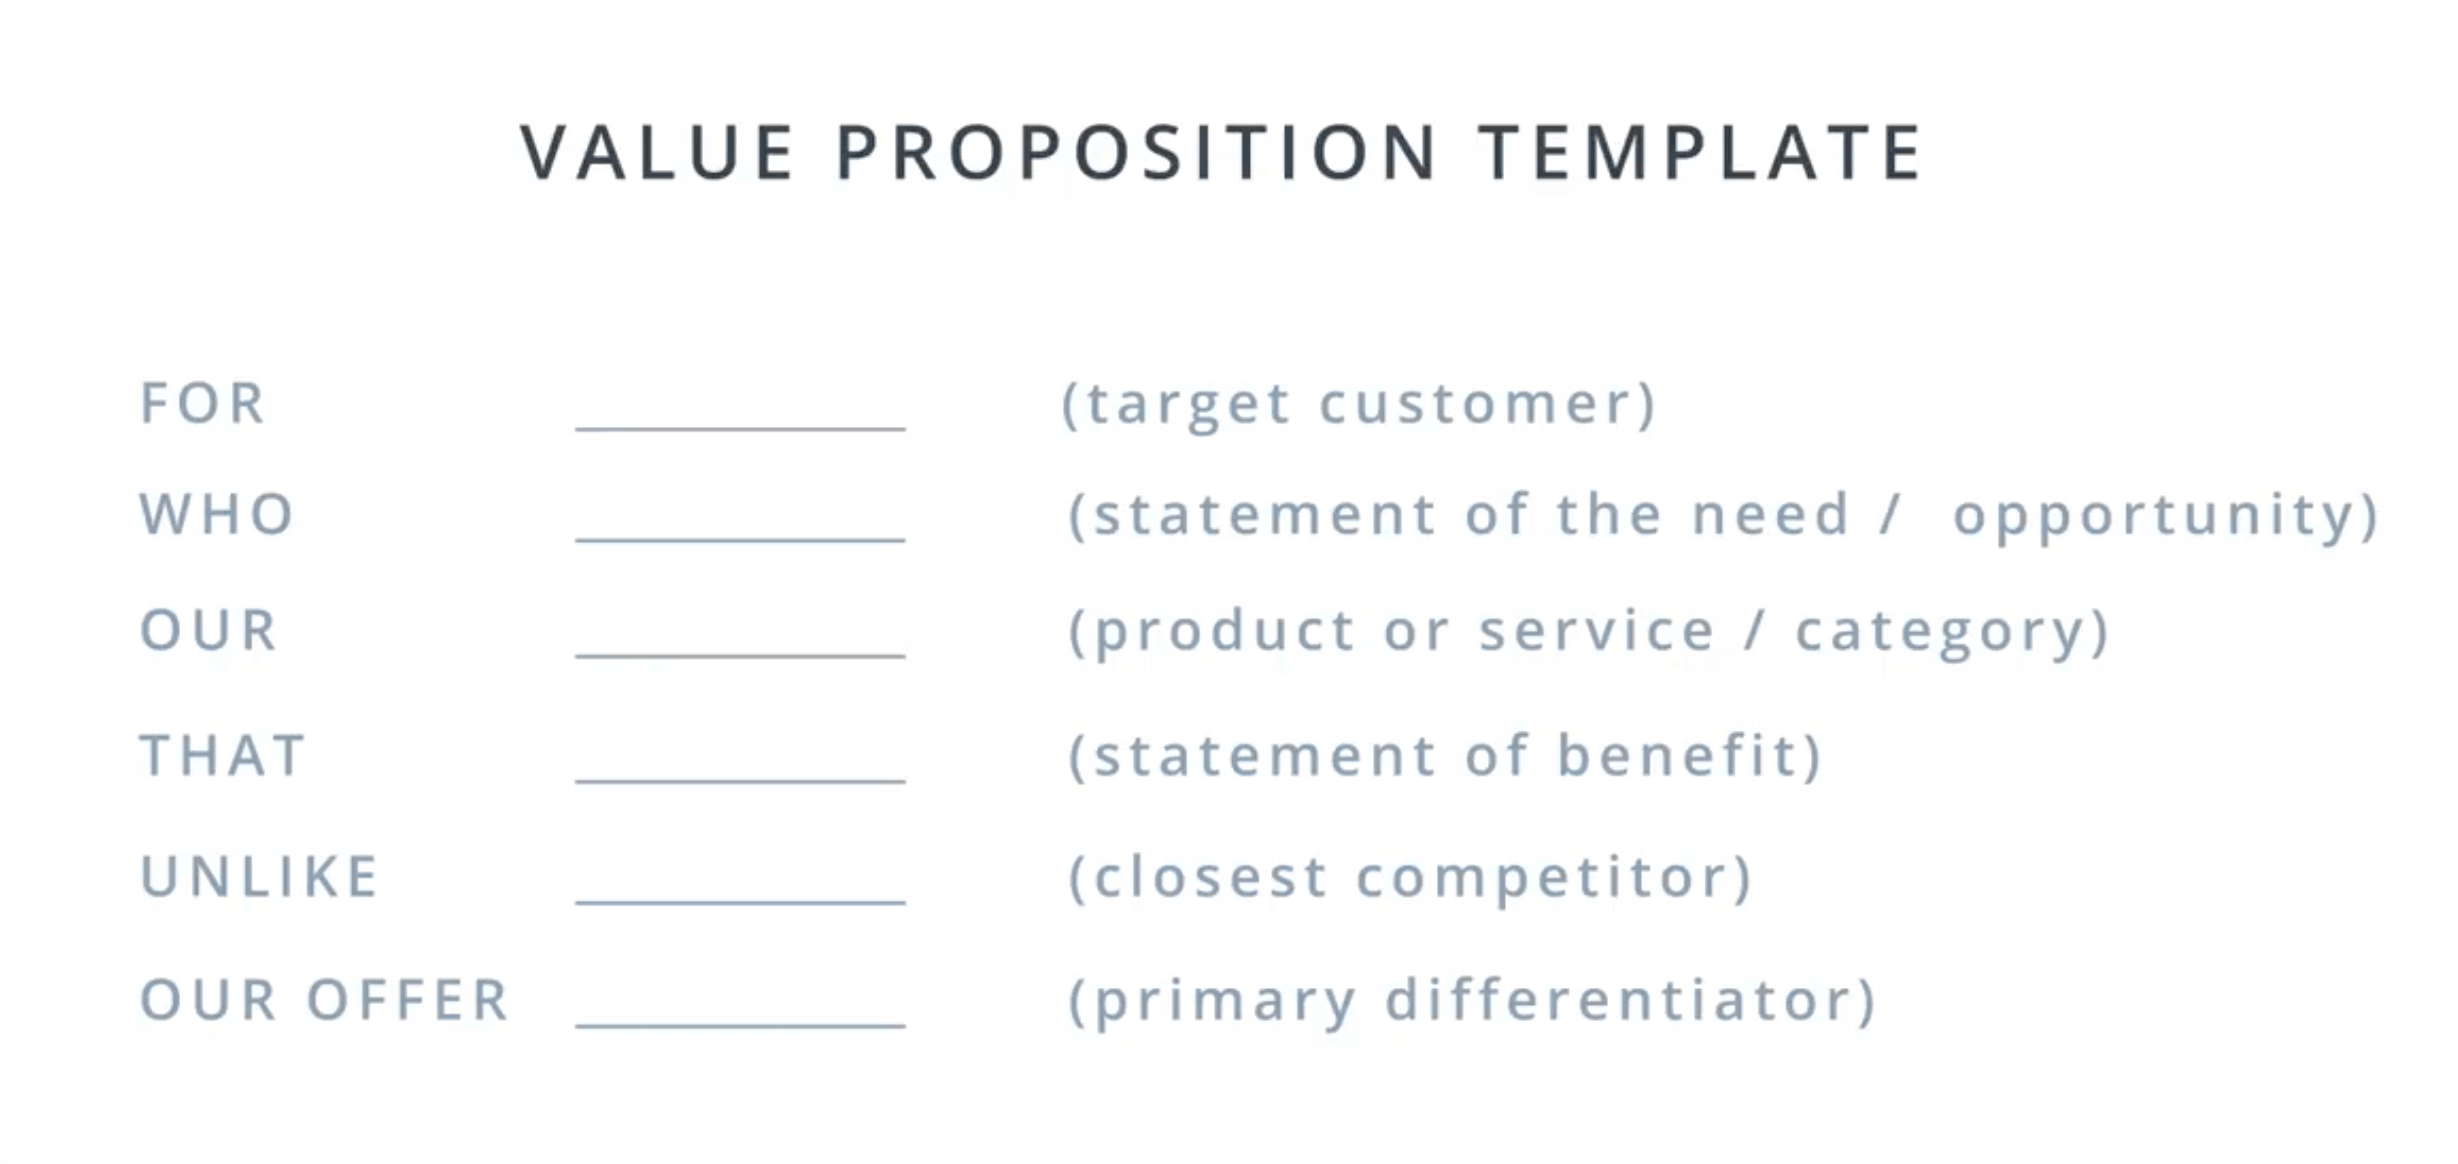 VALUE PROPOSITION TEMPLATE
FOR ________ (target customer)
WHO ________ (statement of the need / opportunity)
OUR ________ (product or service / category)
THAT ________ (statement of benefit)
UNLIKE ________ (closest competitor)
OUR OFFER ________ (primary differentiator)